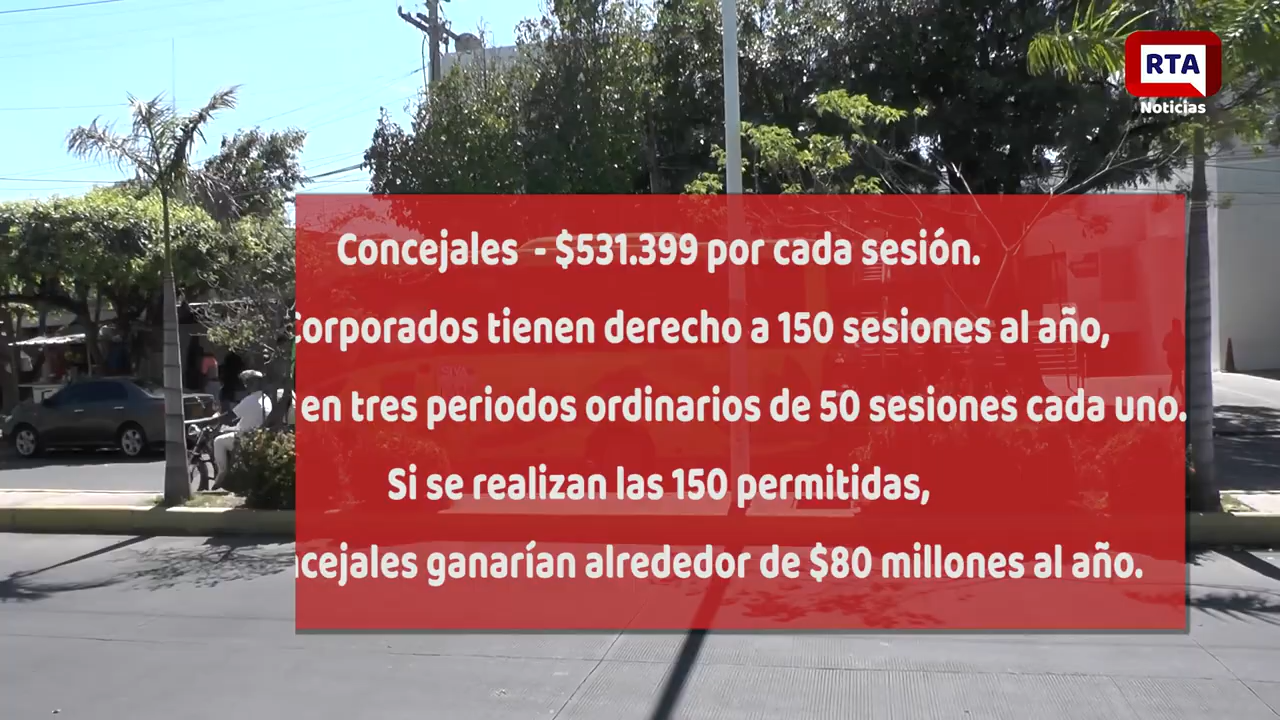 RTA
Noticias
Concejales - $531.399 por cada sesión.
Corporados tienen derecho a 150 sesiones al año,
en tres periodos ordinarios de 50 sesiones cada uno.
Si se realizan las 150 permitidas,
ncejales ganarían alrededor de $80 millones al año.